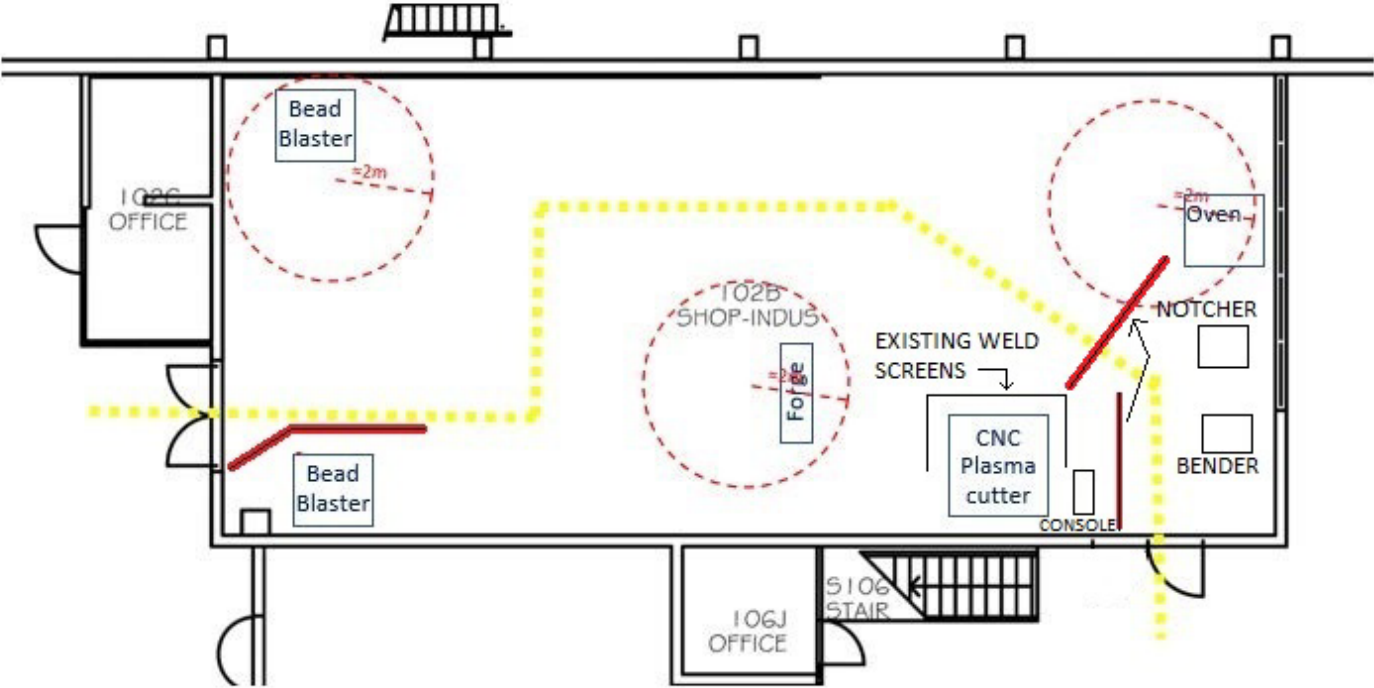 Bead
Blaster
≈2m
102C
OFFICE
≈2m
Oven
102B
SHOP-INDUS
NOTCHER
EXISTING WELD
SCREENS
≈2m
Forge
CNC
Plasma
cutter
BENDER
Bead
Blaster
CONSOLE
S106
STAIR
106J
OFFICE